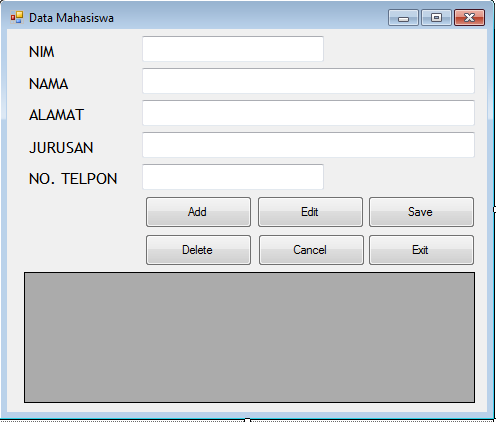 Data Mahasiswa
NIM
NAMA
ALAMAT
JURUSAN
NO. TELPON
Add Edit Save
Delete Cancel Exit